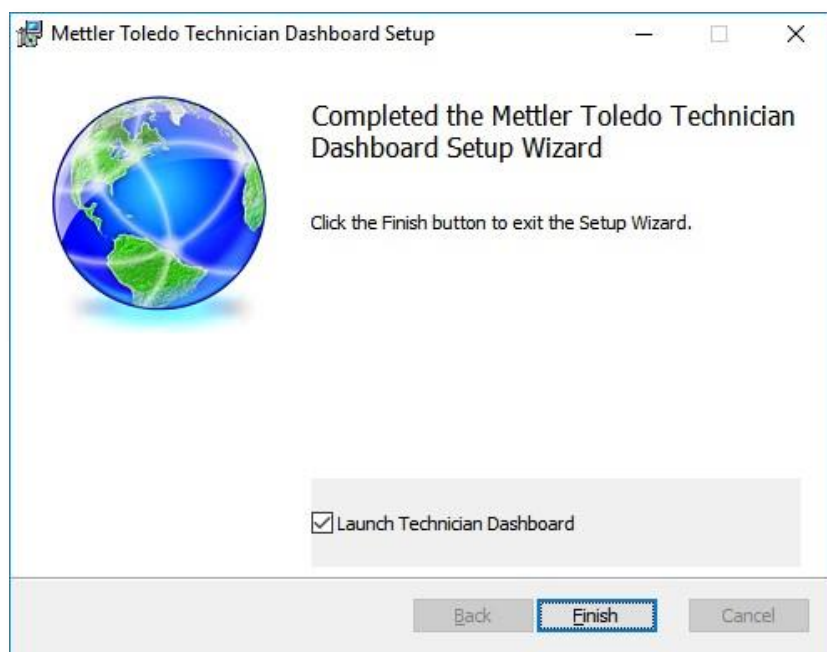 Mettler Toledo Technician Dashboard Setup
Completed the Mettler Toledo Technician
Dashboard Setup Wizard
Click the Finish button to exit the Setup Wizard.
Launch Technician Dashboard
Back Finish Cancel